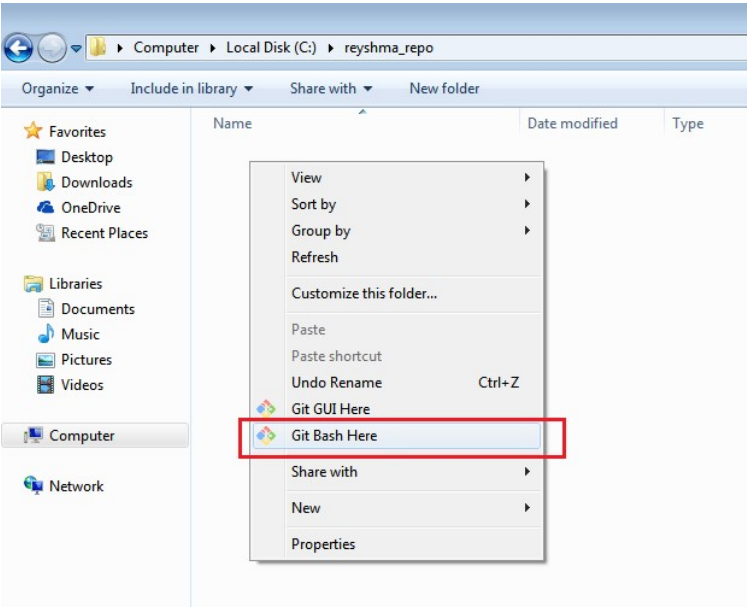 Computer ▸ Local Disk (C:) ▸ reyshma_repo
Organize ▾ Include in library ▾ Share with ▾ New folder
Name Date modified Type
Favorites
Desktop
Downloads
OneDrive
Recent Places
Libraries
Documents
Music
Pictures
Videos
Computer
Network
View
Sort by
Group by
Refresh
Customize this folder...
Paste
Paste shortcut
Undo Rename Ctrl+Z
Git GUI Here
Git Bash Here
Share with
New
Properties